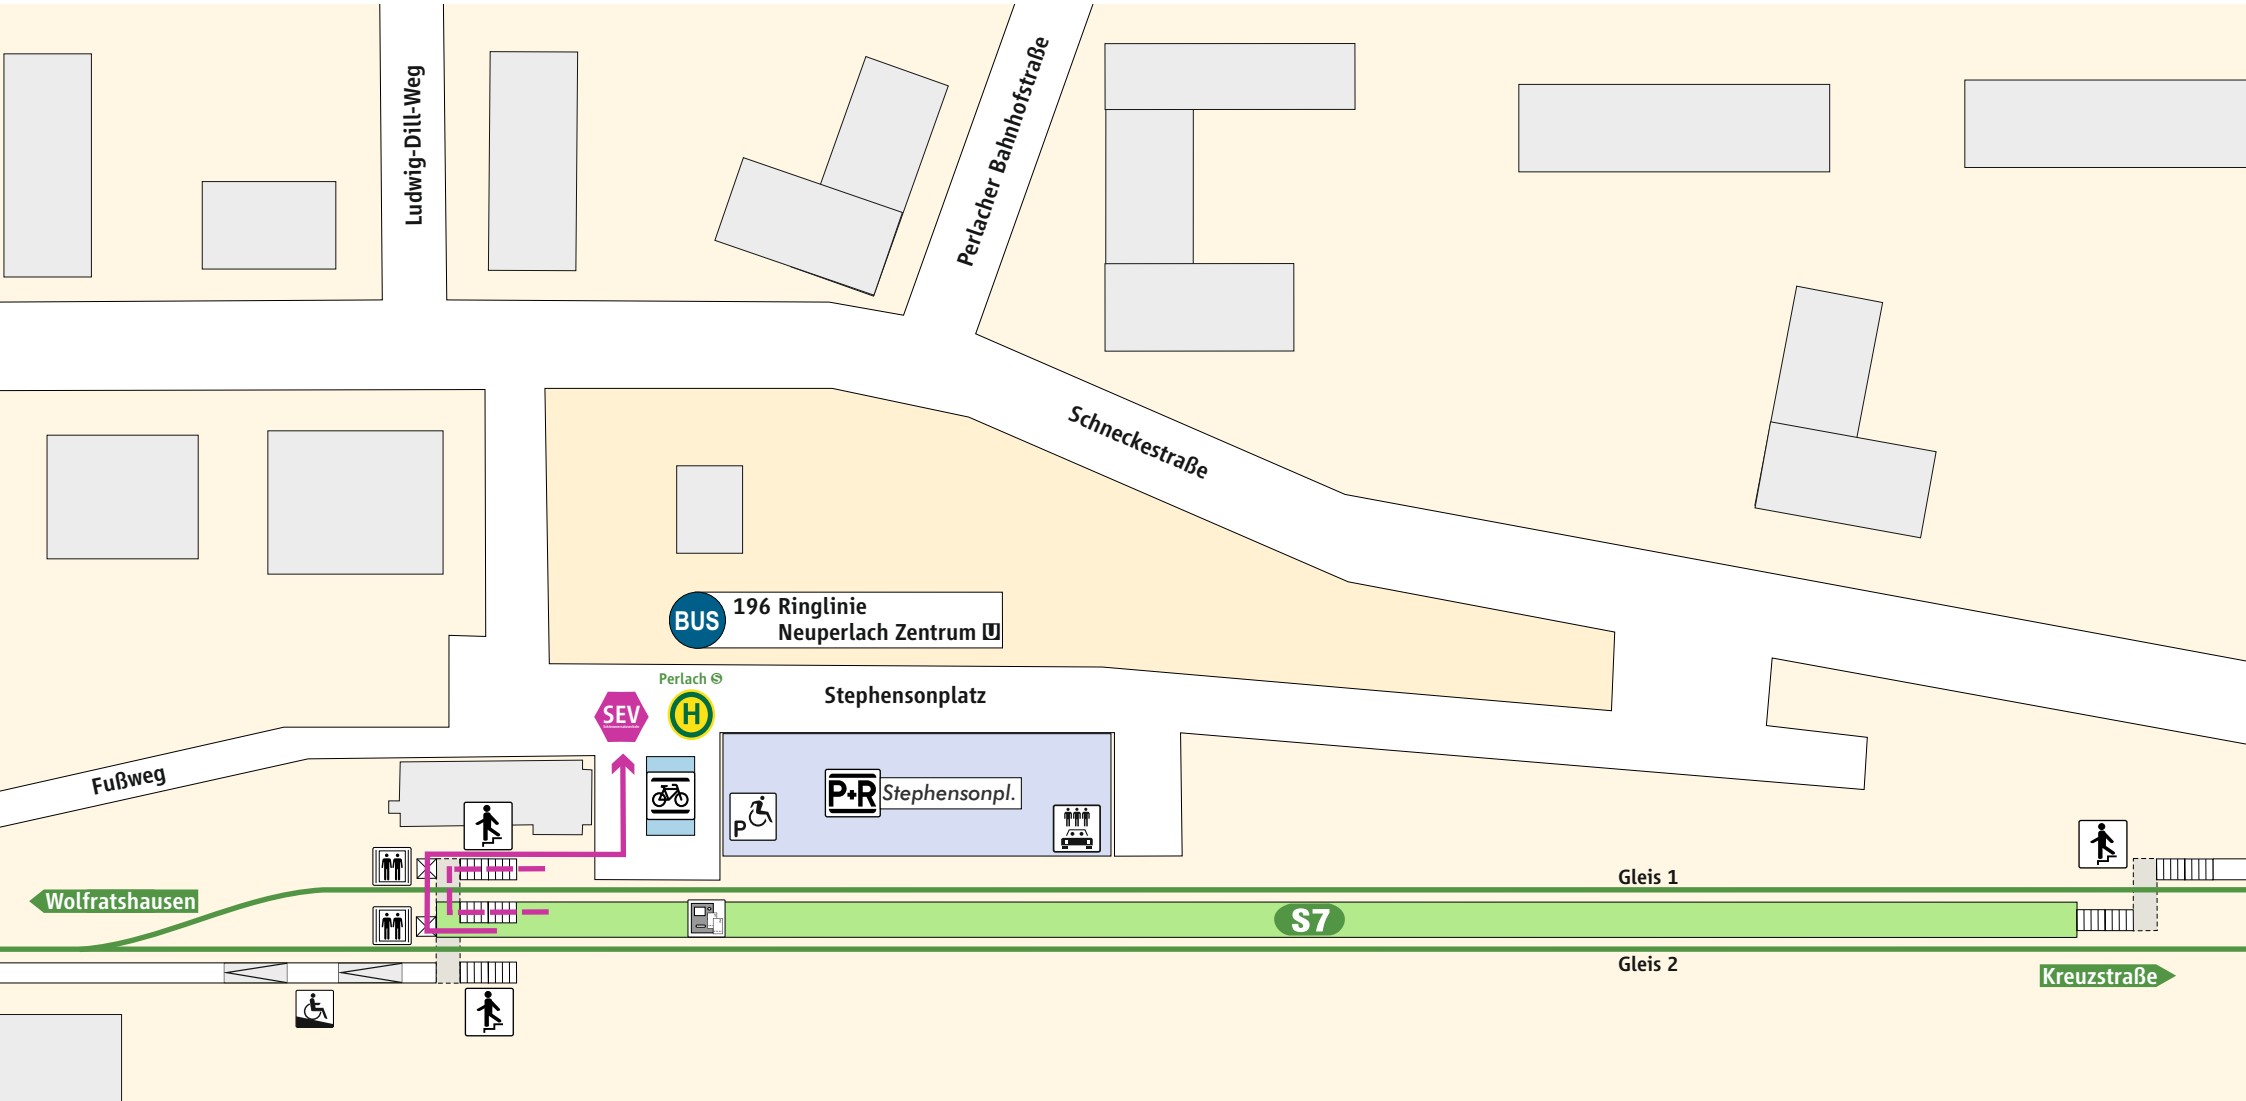 Ludwig-Dill-Weg
Perlacher Bahnhofstraße
Schneckestraße
BUS
196 Ringlinie
Neuperlach Zentrum U
Perlach S
SEV
H
Stephensonplatz
Fußweg
P+R
Stephensonpl.
P
Gleis 1
Wolfratshausen
S7
Gleis 2
Kreuzstraße